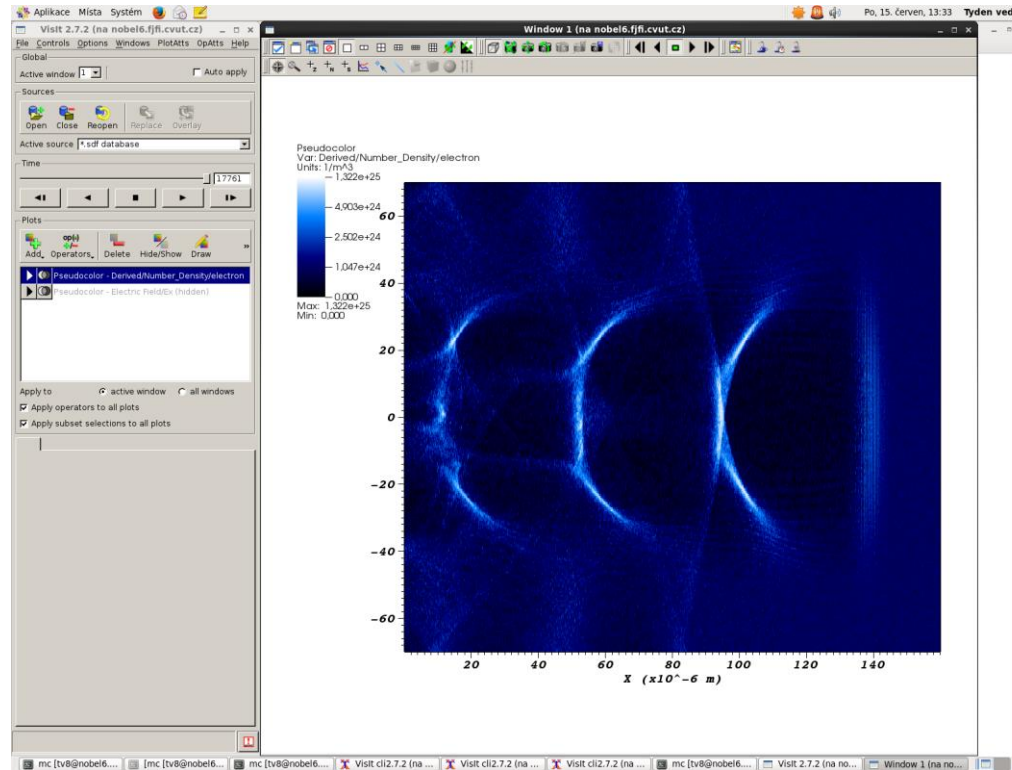 Aplikace Místa Systém
Po, 15. červen, 13:33 Tyden ved
VisIt 2.7.2 (na nobel6.fjfi.cvut.cz)
File Controls Options Windows PlotAtts OpAtts Help
Global
Active window 1 Auto apply
Sources
Open Close Reopen Replace Overlay
Active source *.sdf database
Time
17761
Plots
op(•)
Add Operators Delete Hide/Show Draw
»
Pseudocolor - Derived/Number_Density/electron
Pseudocolor - Electric Field/Ex (hidden)
Apply to active window all windows
Apply operators to all plots
Apply subset selections to all plots
Window 1 (na nobel6.fjfi.cvut.cz)
Pseudocolor
Var: Derived/Number_Density/electron
Units: 1/m^3
1,322e+25
4,903e+24
2,502e+24
1,047e+24
0,000
Max: 1,322e+25
Min: 0,000
60
40
20
0
-20
-40
-60
20 40 60 80 100 120 140
X (x10^-6 m)
mc [tv8@nobel6.... [mc [tv8@nobel6.... mc [tv8@nobel6.... VisIt cli2.7.2 (na ... VisIt cli2.7.2 (na ... VisIt cli2.7.2 (na ... mc [tv8@nobel6.... VisIt 2.7.2 (na no... Window 1 (na no...